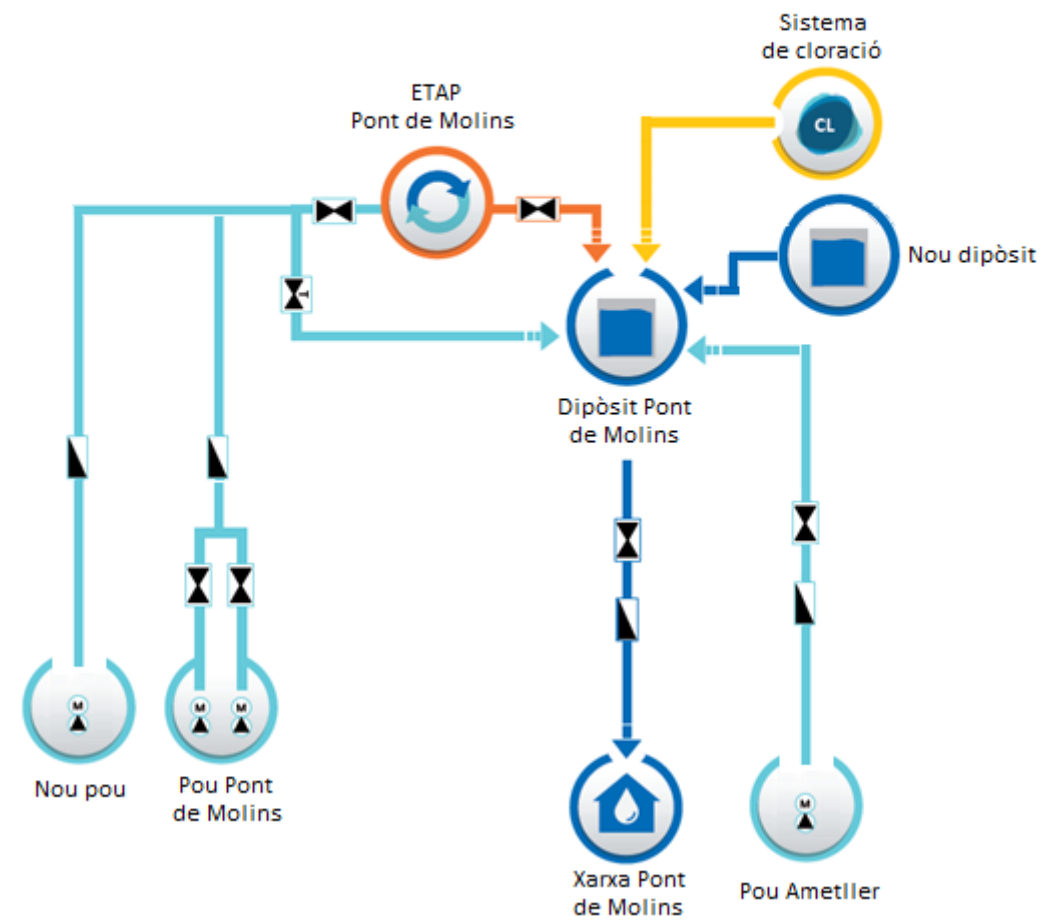 Sistema
de cloració
ETAP
Pont de Molins
CL
Nou dipòsit
Dipòsit Pont
de Molins
M
M
M
M
Nou pou
Pou Pont
de Molins
Xarxa Pont
de Molins
Pou Ametller